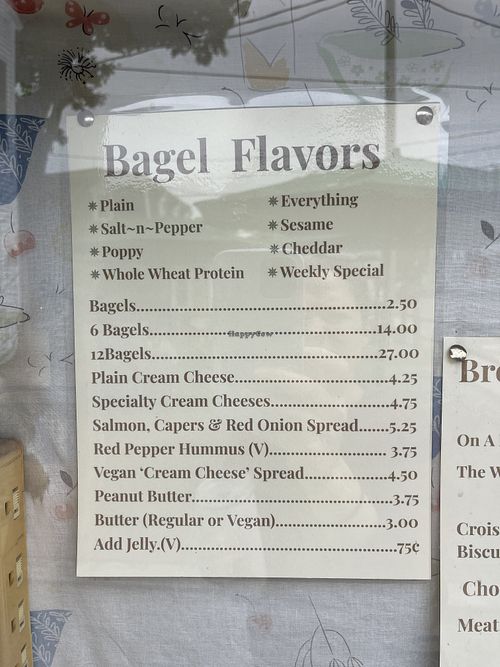 Bagel Flavors
*Plain
*Salt~n~Pepper
*Poppy
*Whole Wheat Protein
*Everything
*Sesame
*Cheddar
*Weekly Special
Bagels.......................................................2.50
6 Bagels....................................................14.00
12Bagels....................................................27.00
Plain Cream Cheese....................................4.25
Specialty Cream Cheeses............................4.75
Salmon, Capers & Red Onion Spread.......5.25
Red Pepper Hummus (V)........................... 3.75
Vegan ‘Cream Cheese’ Spread....................4.50
Peanut Butter.............................................3.75
Butter (Regular or Vegan).........................3.00
Add Jelly.(V)................................................75¢
HappyCow
Bre
On A
The W
Crois
Biscu
Cho
Meat